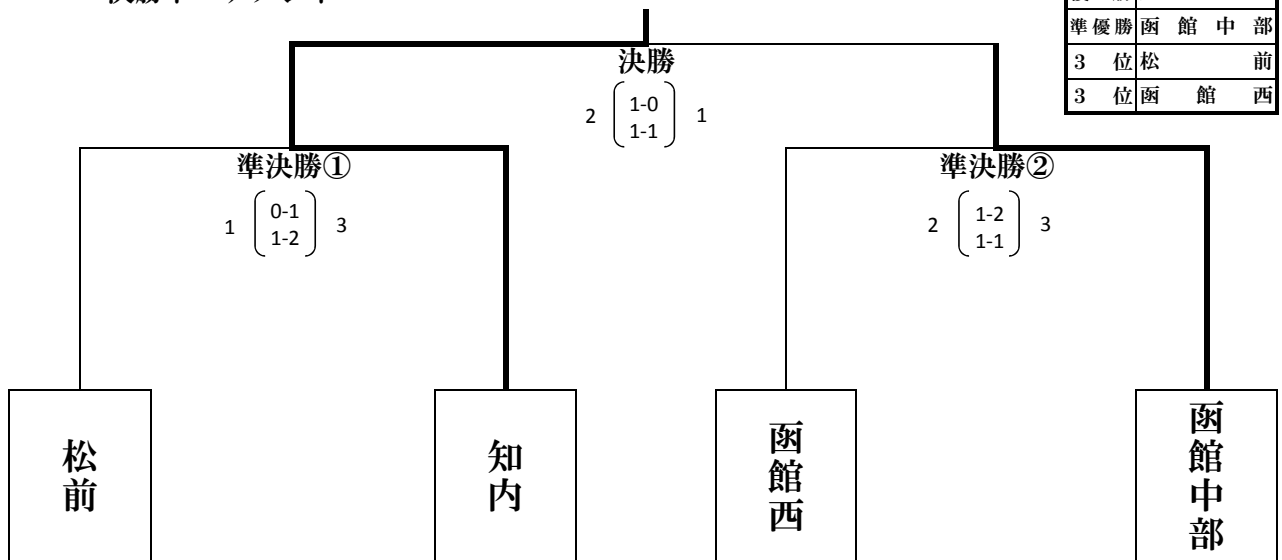 準優勝 函館中部
3位 松前
3位 函館西
決勝
2 1-0 1
1-1
準決勝①
1 0-1 3
1-2
準決勝②
2 1-2 3
1-1
松前
知内
函館西
函館中部